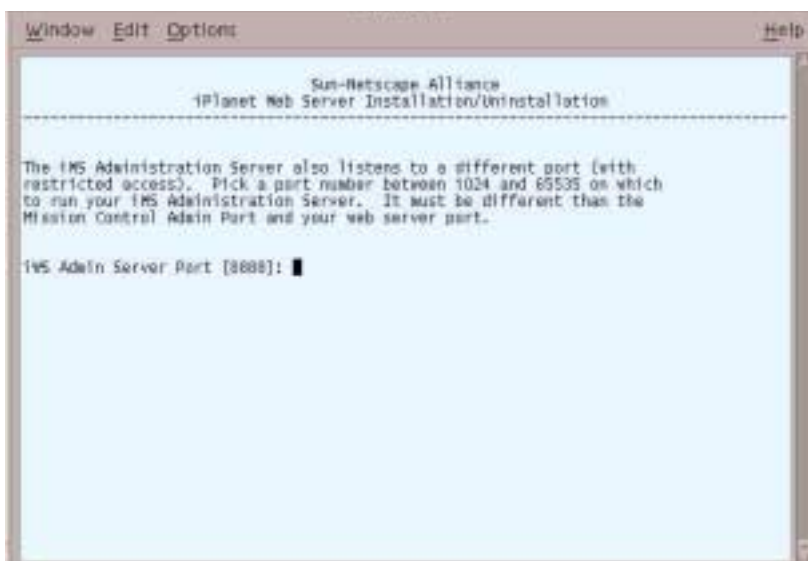 Window Edit Options Help
Sun-Netscape Alliance
iPlanet Web Server Installation/Uninstallation
--------------------------------------------------------------------------------
The iWS Administration Server also listens to a different port (with
restricted access). Pick a port number between 1024 and 65535 on which
to run your iWS Administration Server. It must be different than the
Mission Control Admin Port and your web server port.
iWS Admin Server Port [8888]: